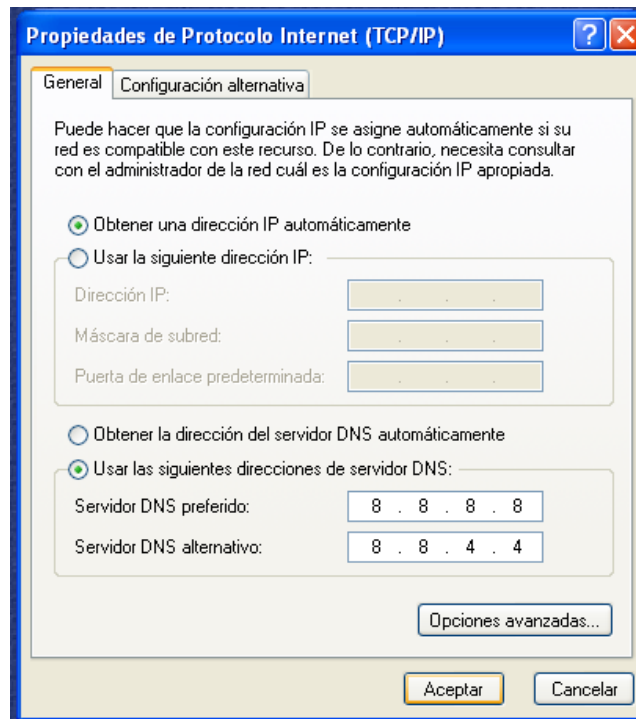 Propiedades de Protocolo Internet (TCP/IP)
General
Configuración alternativa
Puede hacer que la configuración IP se asigne automáticamente si su
red es compatible con este recurso. De lo contrario, necesita consultar
con el administrador de la red cuál es la configuración IP apropiada.
Obtener una dirección IP automáticamente
Usar la siguiente dirección IP:
Dirección IP:
Máscara de subred:
Puerta de enlace predeterminada:
Obtener la dirección del servidor DNS automáticamente
Usar las siguientes direcciones de servidor DNS:
Servidor DNS preferido: 8 . 8 . 8 . 8
Servidor DNS alternativo: 8 . 8 . 4 . 4
Opciones avanzadas...
Aceptar Cancelar